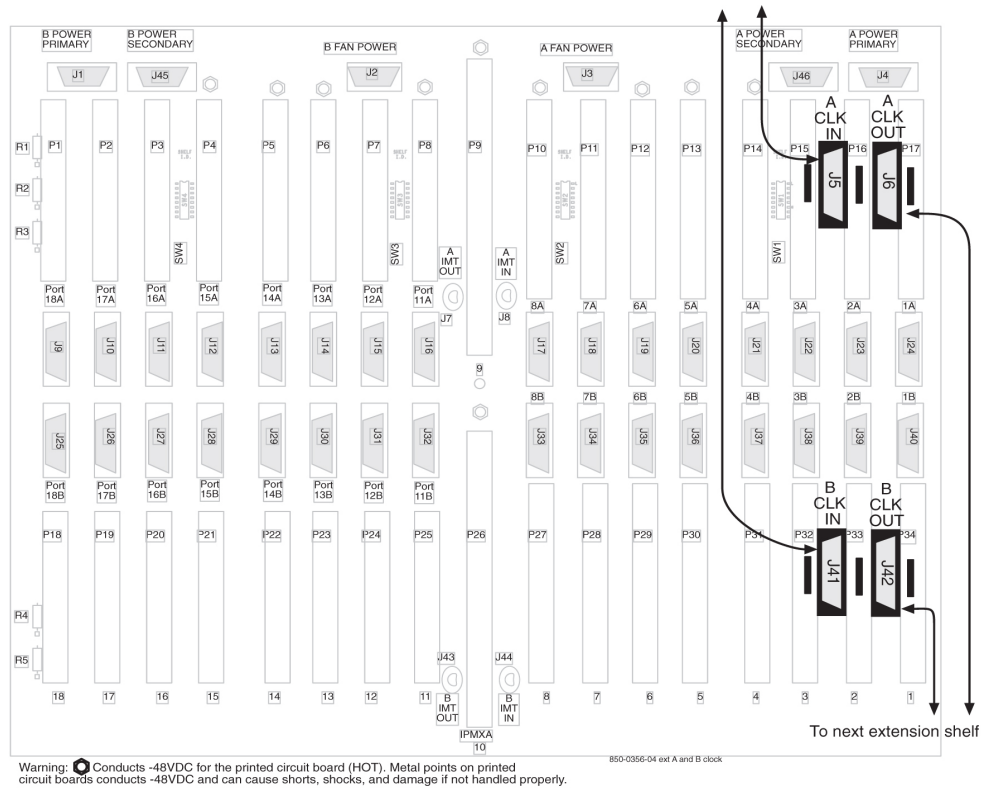 B POWER
PRIMARY
B POWER
SECONDARY
B FAN POWER
A FAN POWER
A POWER
SECONDARY
A POWER
PRIMARY
J1
J45
J2
J3
J46
J4
A
CLK
IN
A
CLK
OUT
R1
R2
R3
P1
P2
P3
P4
P5
P6
P7
P8
P9
P10
P11
P12
P13
P14
P15
P16
P17
SHELF
I.D.
SHELF
I.D.
SHELF
I.D.
SHELF
I.D.
J5
J6
SW4
SW3
SW2
SW1
SW4
SW3
SW2
SW1
A
IMT
OUT
A
IMT
IN
Port
18A
Port
17A
Port
16A
Port
15A
Port
14A
Port
13A
Port
12A
Port
11A
J7
J8
8A
7A
6A
5A
4A
3A
2A
1A
J9
J10
J11
J12
J13
J14
J15
J16
J17
J18
J19
J20
J21
J22
J23
J24
9
8B
7B
6B
5B
4B
3B
2B
1B
J25
J26
J27
J28
J29
J30
J31
J32
J33
J34
J35
J36
J37
J38
J39
J40
Port
18B
Port
17B
Port
16B
Port
15B
Port
14B
Port
13B
Port
12B
Port
11B
B
CLK
IN
B
CLK
OUT
P18
P19
P20
P21
P22
P23
P24
P25
P26
P27
P28
P29
P30
P31
P32
P33
P34
J41
J42
R4
R5
J43
J44
18
17
16
15
14
13
12
11
B
IMT
OUT
B
IMT
IN
8
7
6
5
4
3
2
1
IPMXA
10
To next extension shelf
850-0356-04 ext A and B clock
Warning: Conducts -48VDC for the printed circuit board (HOT). Metal points on printed
circuit boards conducts -48VDC and can cause shorts, shocks, and damage if not handled properly.